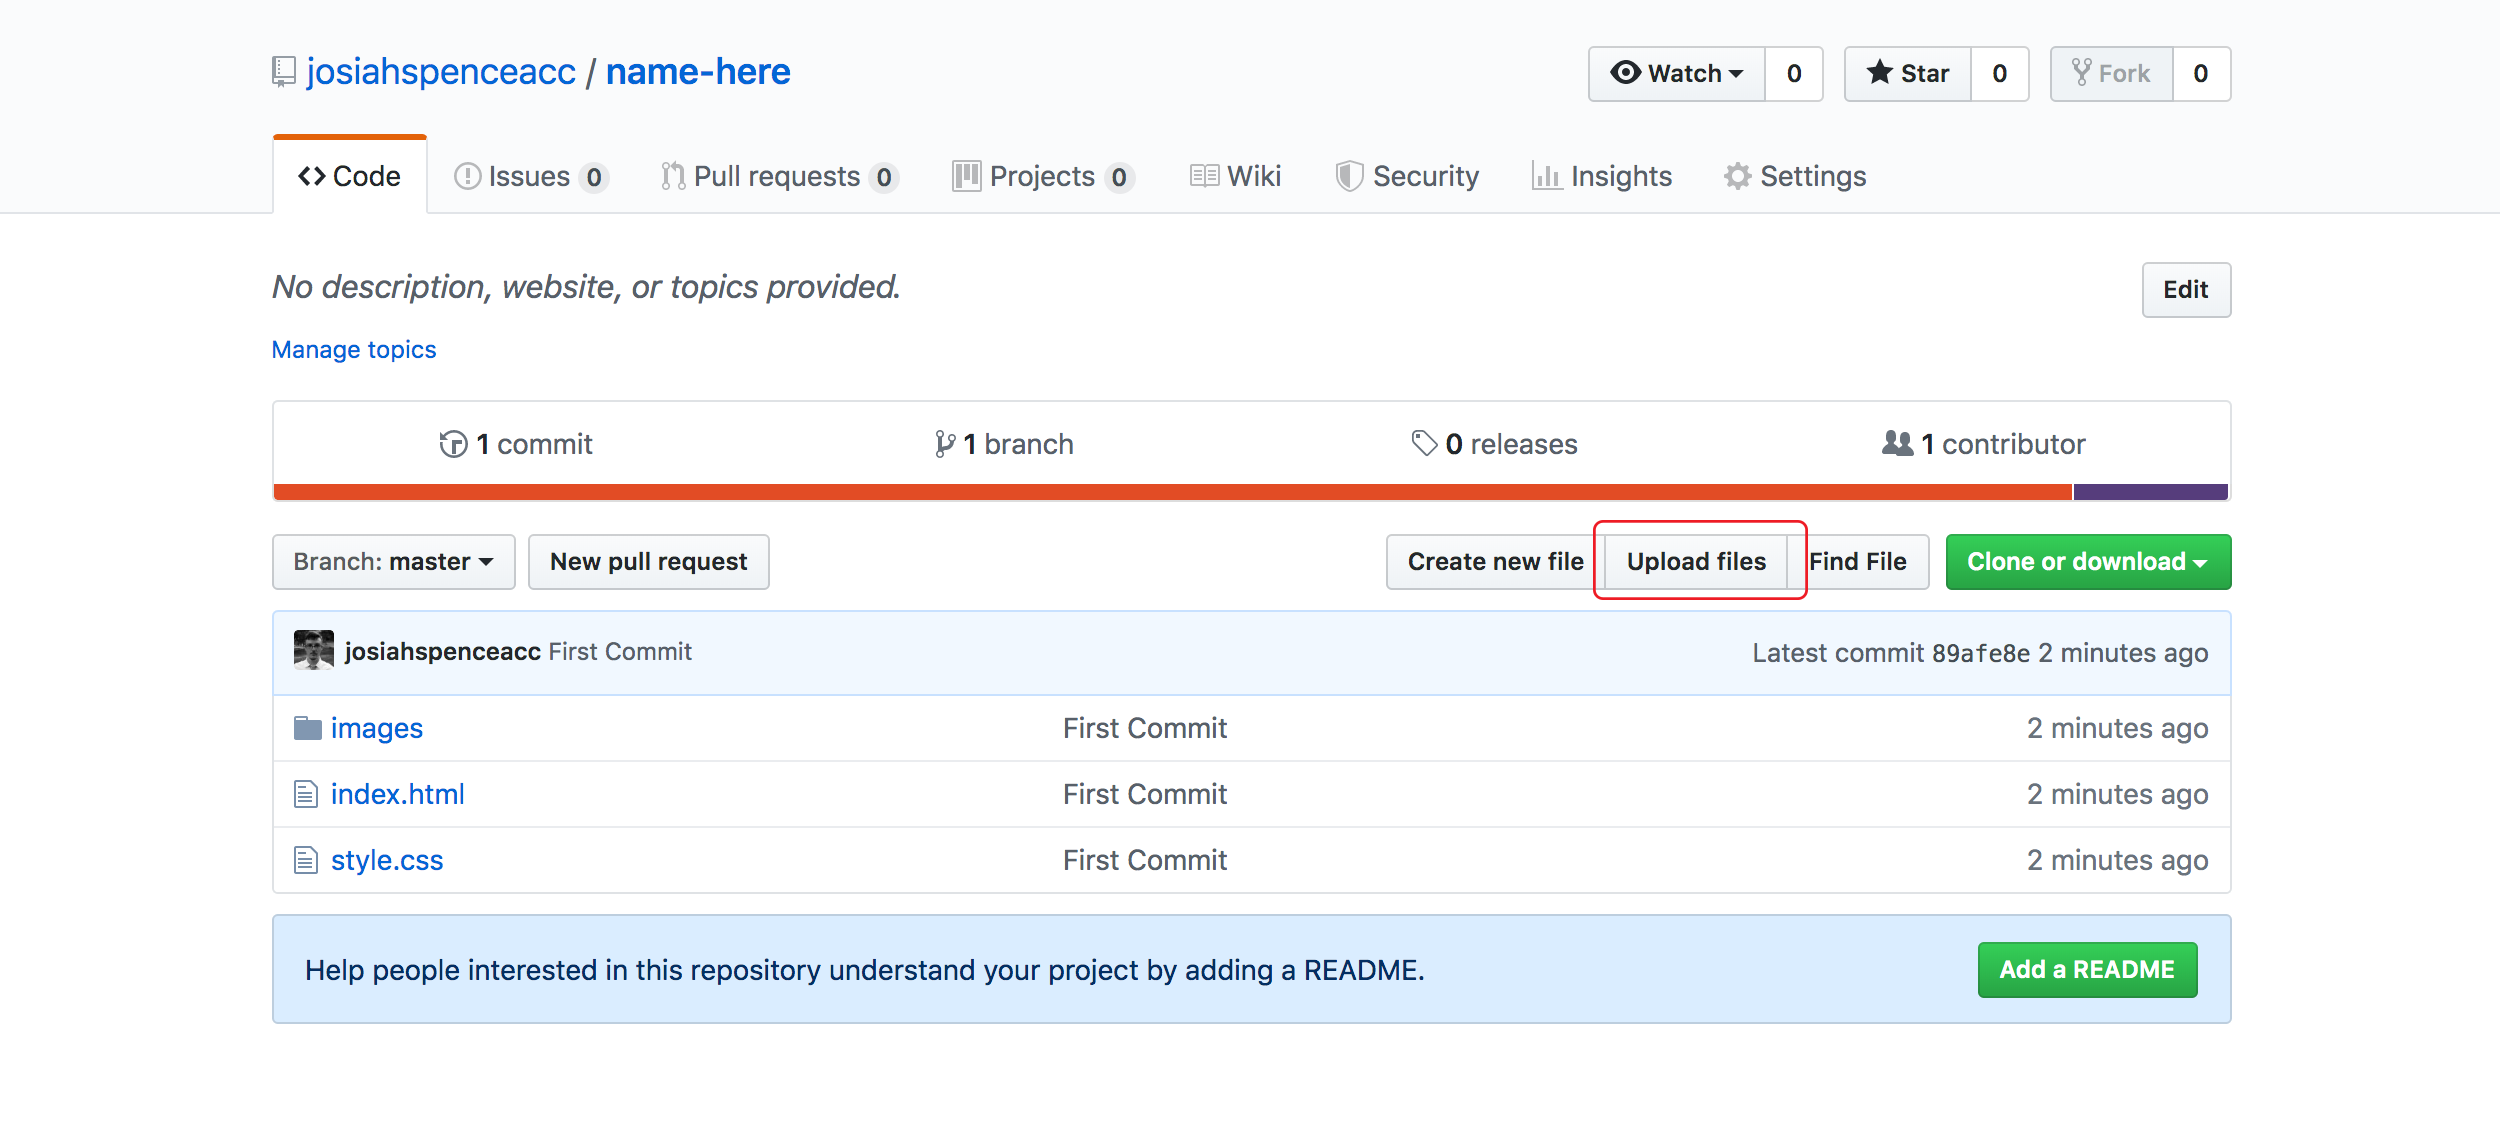 josiahspenceacc / name-here
Watch 0 Star 0 Fork 0
Code Issues 0 Pull requests 0 Projects 0 Wiki Security Insights Settings
No description, website, or topics provided. Edit
Manage topics
1 commit 1 branch 0 releases 1 contributor
Branch: master New pull request Create new file Upload files Find File Clone or download
josiahspenceacc First Commit Latest commit 89afe8e 2 minutes ago
images First Commit 2 minutes ago
index.html First Commit 2 minutes ago
style.css First Commit 2 minutes ago
Help people interested in this repository understand your project by adding a README. Add a README